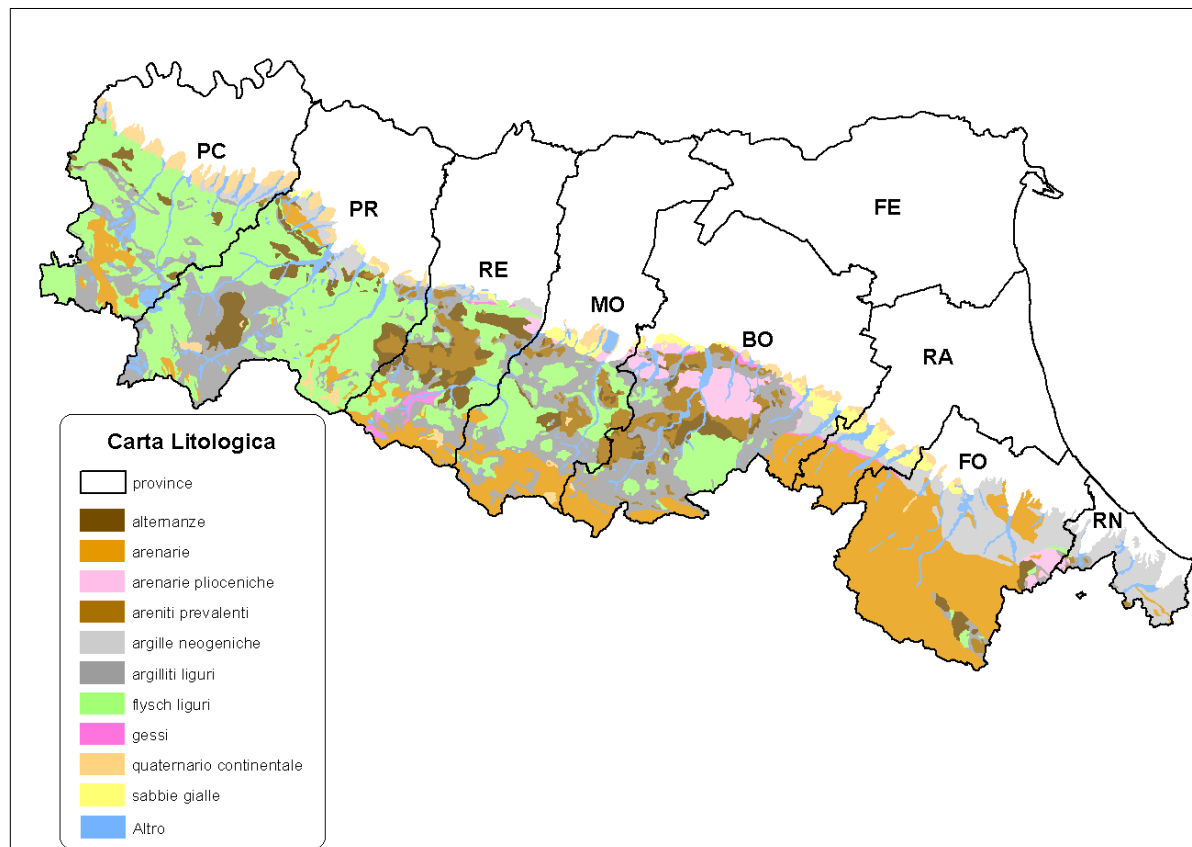 PC
PR
RE
MO
FE
BO
RA
FO
RN
Carta Litologica
province
alternanze
arenarie
arenarie plioceniche
areniti prevalenti
argille neogeniche
argilliti liguri
flysch liguri
gessi
quaternario continentale
sabbie gialle
Altro